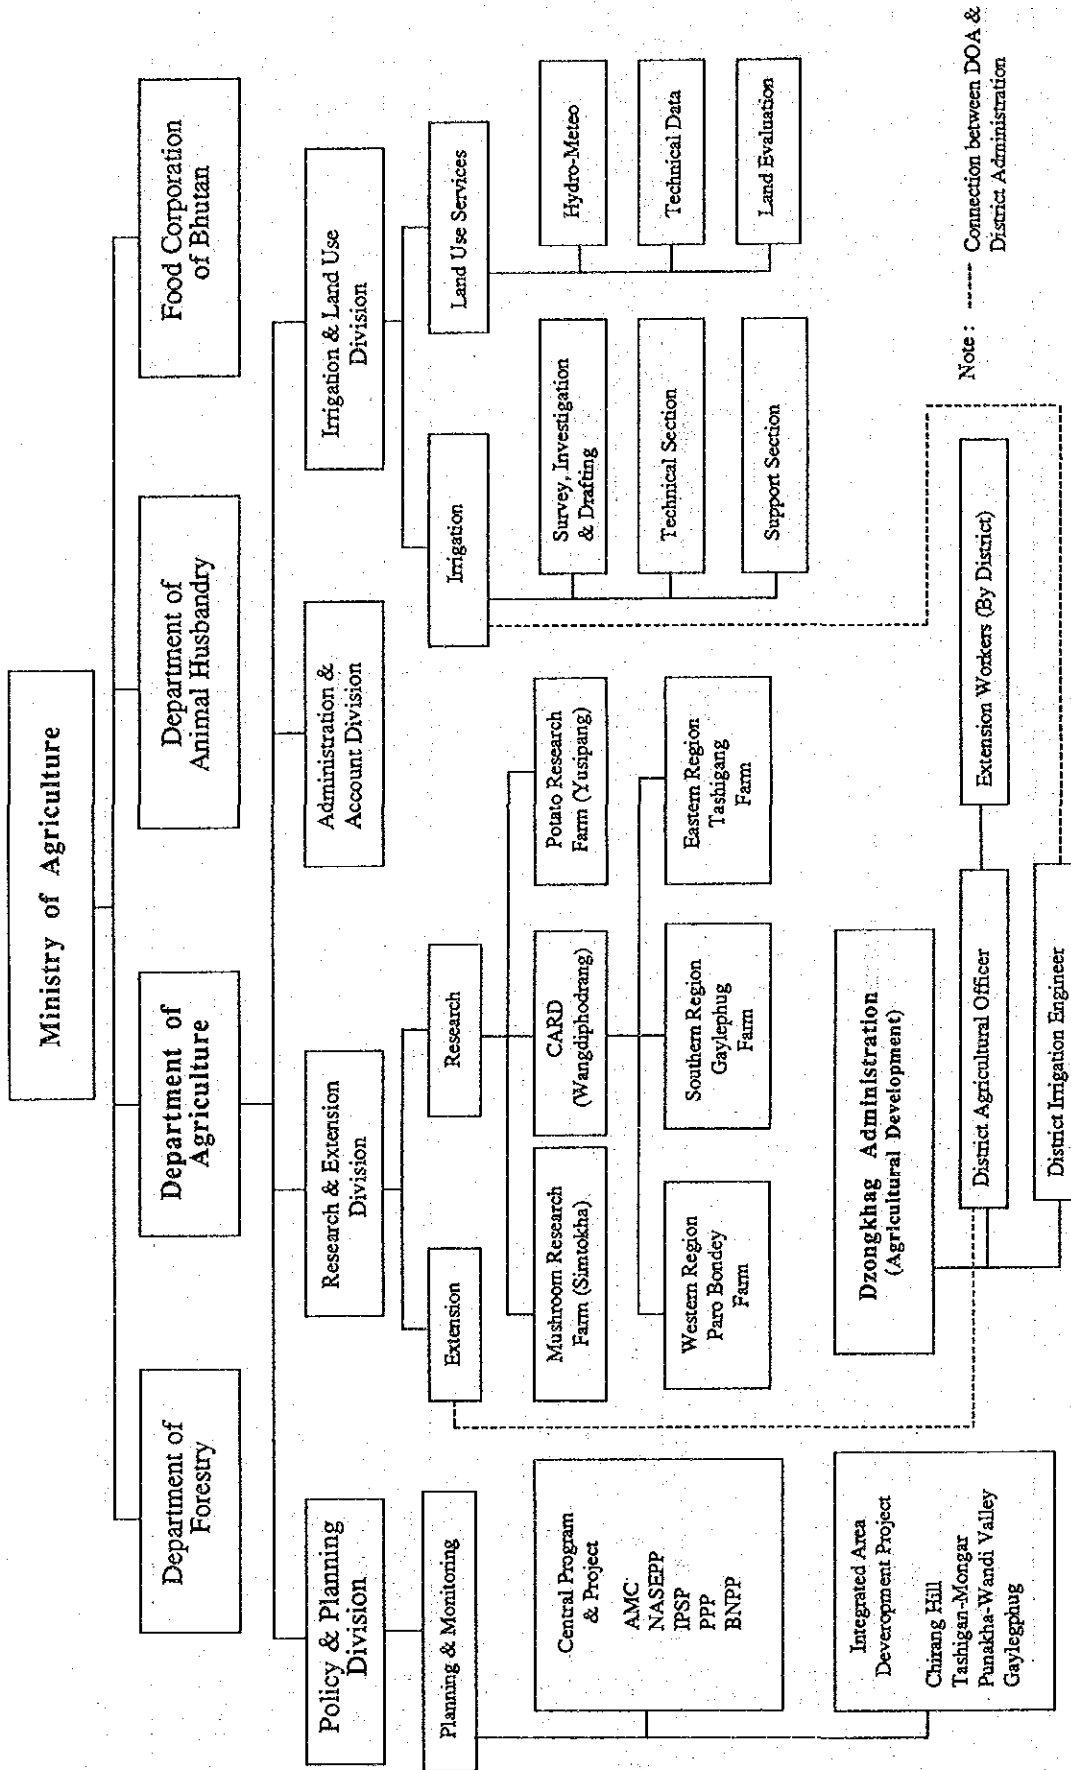 Ministry of Agriculture
Department of
Forestry
Department of
Agriculture
Department of
Animal Husbandry
Food Corporation
of Bhutan
Policy & Planning
Division
Research & Extension
Division
Administration &
Account Division
Irrigation & Land Use
Division
Planning & Monitoring
Extension
Research
Irrigation
Land Use Services
Central Program
& Project
AMC
NASEPP
IPSP
PPP
BNPP
Mushroom Research
Farm (Simtokha)
CARD
(Wangdiphodrang)
Potato Research
Farm (Yusipang)
Survey, Investigation
& Drafting
Technical Section
Support Section
Hydro-Meteo
Technical Data
Land Evaluation
Western Region
Paro Bondey
Farm
Southern Region
Gaylephug
Farm
Eastern Region
Tashigang
Farm
Integrated Area
Deveropment Project
Chirang Hill
Tashigan-Mongar
Punakha-Wandi Valley
Gaylegphug
Dzongkhag Administration
(Agricultural Development)
District Agricultural Officer
Extension Workers (By District)
District Irrigation Engineer
Note : ------ Connection between DOA &
District Administration